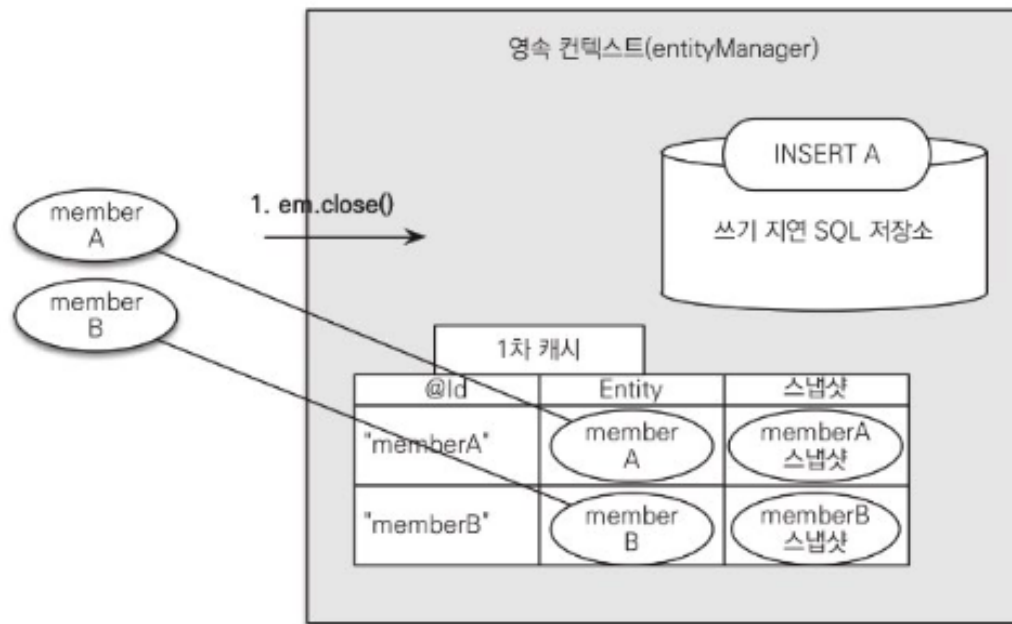 영속 컨텍스트(entityManager)
INSERT A
쓰기 지연 SQL 저장소
1. em.close()
member
A
member
B
1차 캐시
@Id
Entity
스냅샷
"memberA"
member
A
memberA
스냅샷
"memberB"
member
B
memberB
스냅샷